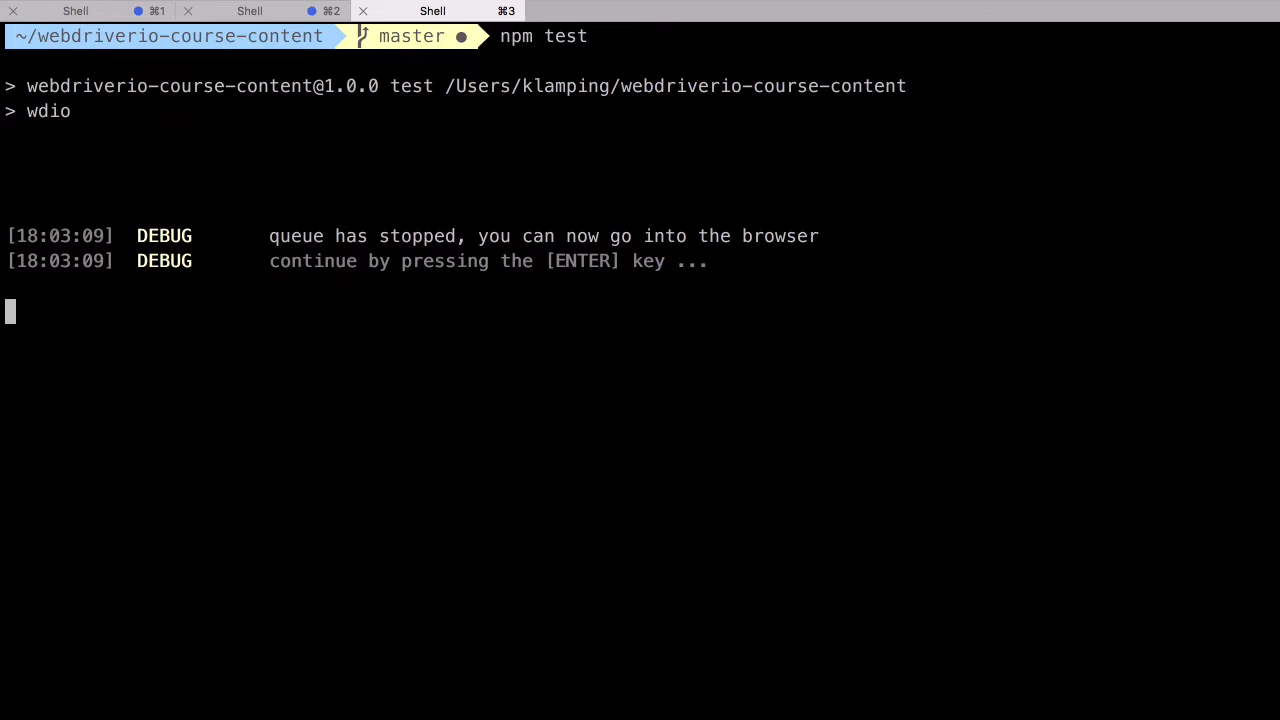 Shell ⌘1 Shell ⌘2 Shell ⌘3
~/webdriverio-course-content master ● npm test
> webdriverio-course-content@1.0.0 test /Users/klamping/webdriverio-course-content
> wdio
[18:03:09] DEBUG queue has stopped, you can now go into the browser
[18:03:09] DEBUG continue by pressing the [ENTER] key ...